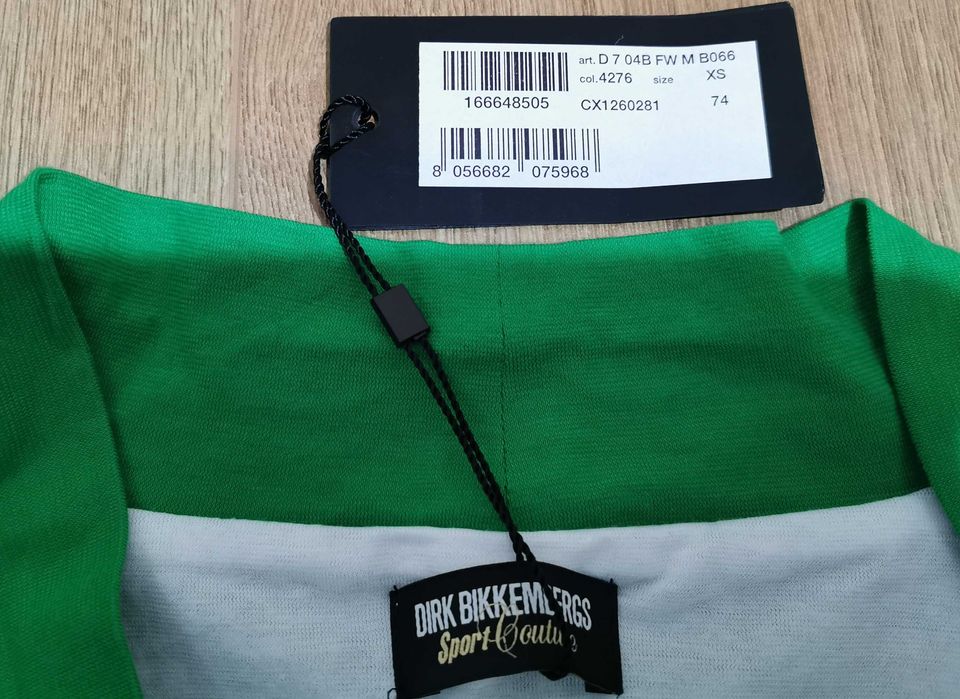 art. D 7 04B FW M B066
col. 4276 size XS
166648505 CX1260281 74
8 056682 075968
DIRK BIKKEMBERGS
Sport Couture